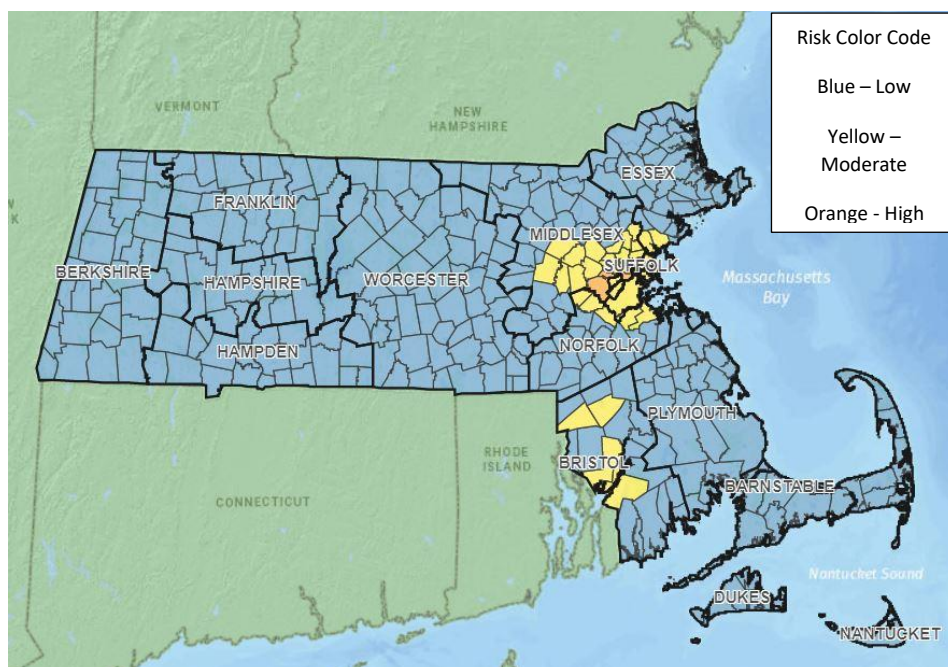 Risk Color Code
Blue – Low
Yellow –
Moderate
Orange - High
VERMONT
NEW
HAMPSHIRE
ESSEX
FRANKLIN
MIDDLESEX
SUFFOLK
BERKSHIRE
HAMPSHIRE
WORCESTER
Massachusetts
Bay
HAMPDEN
NORFOLK
PLYMOUTH
RHODE
ISLAND
BRISTOL
CONNECTICUT
BARNSTABLE
Nantucket Sound
DUKES
NANTUCKET